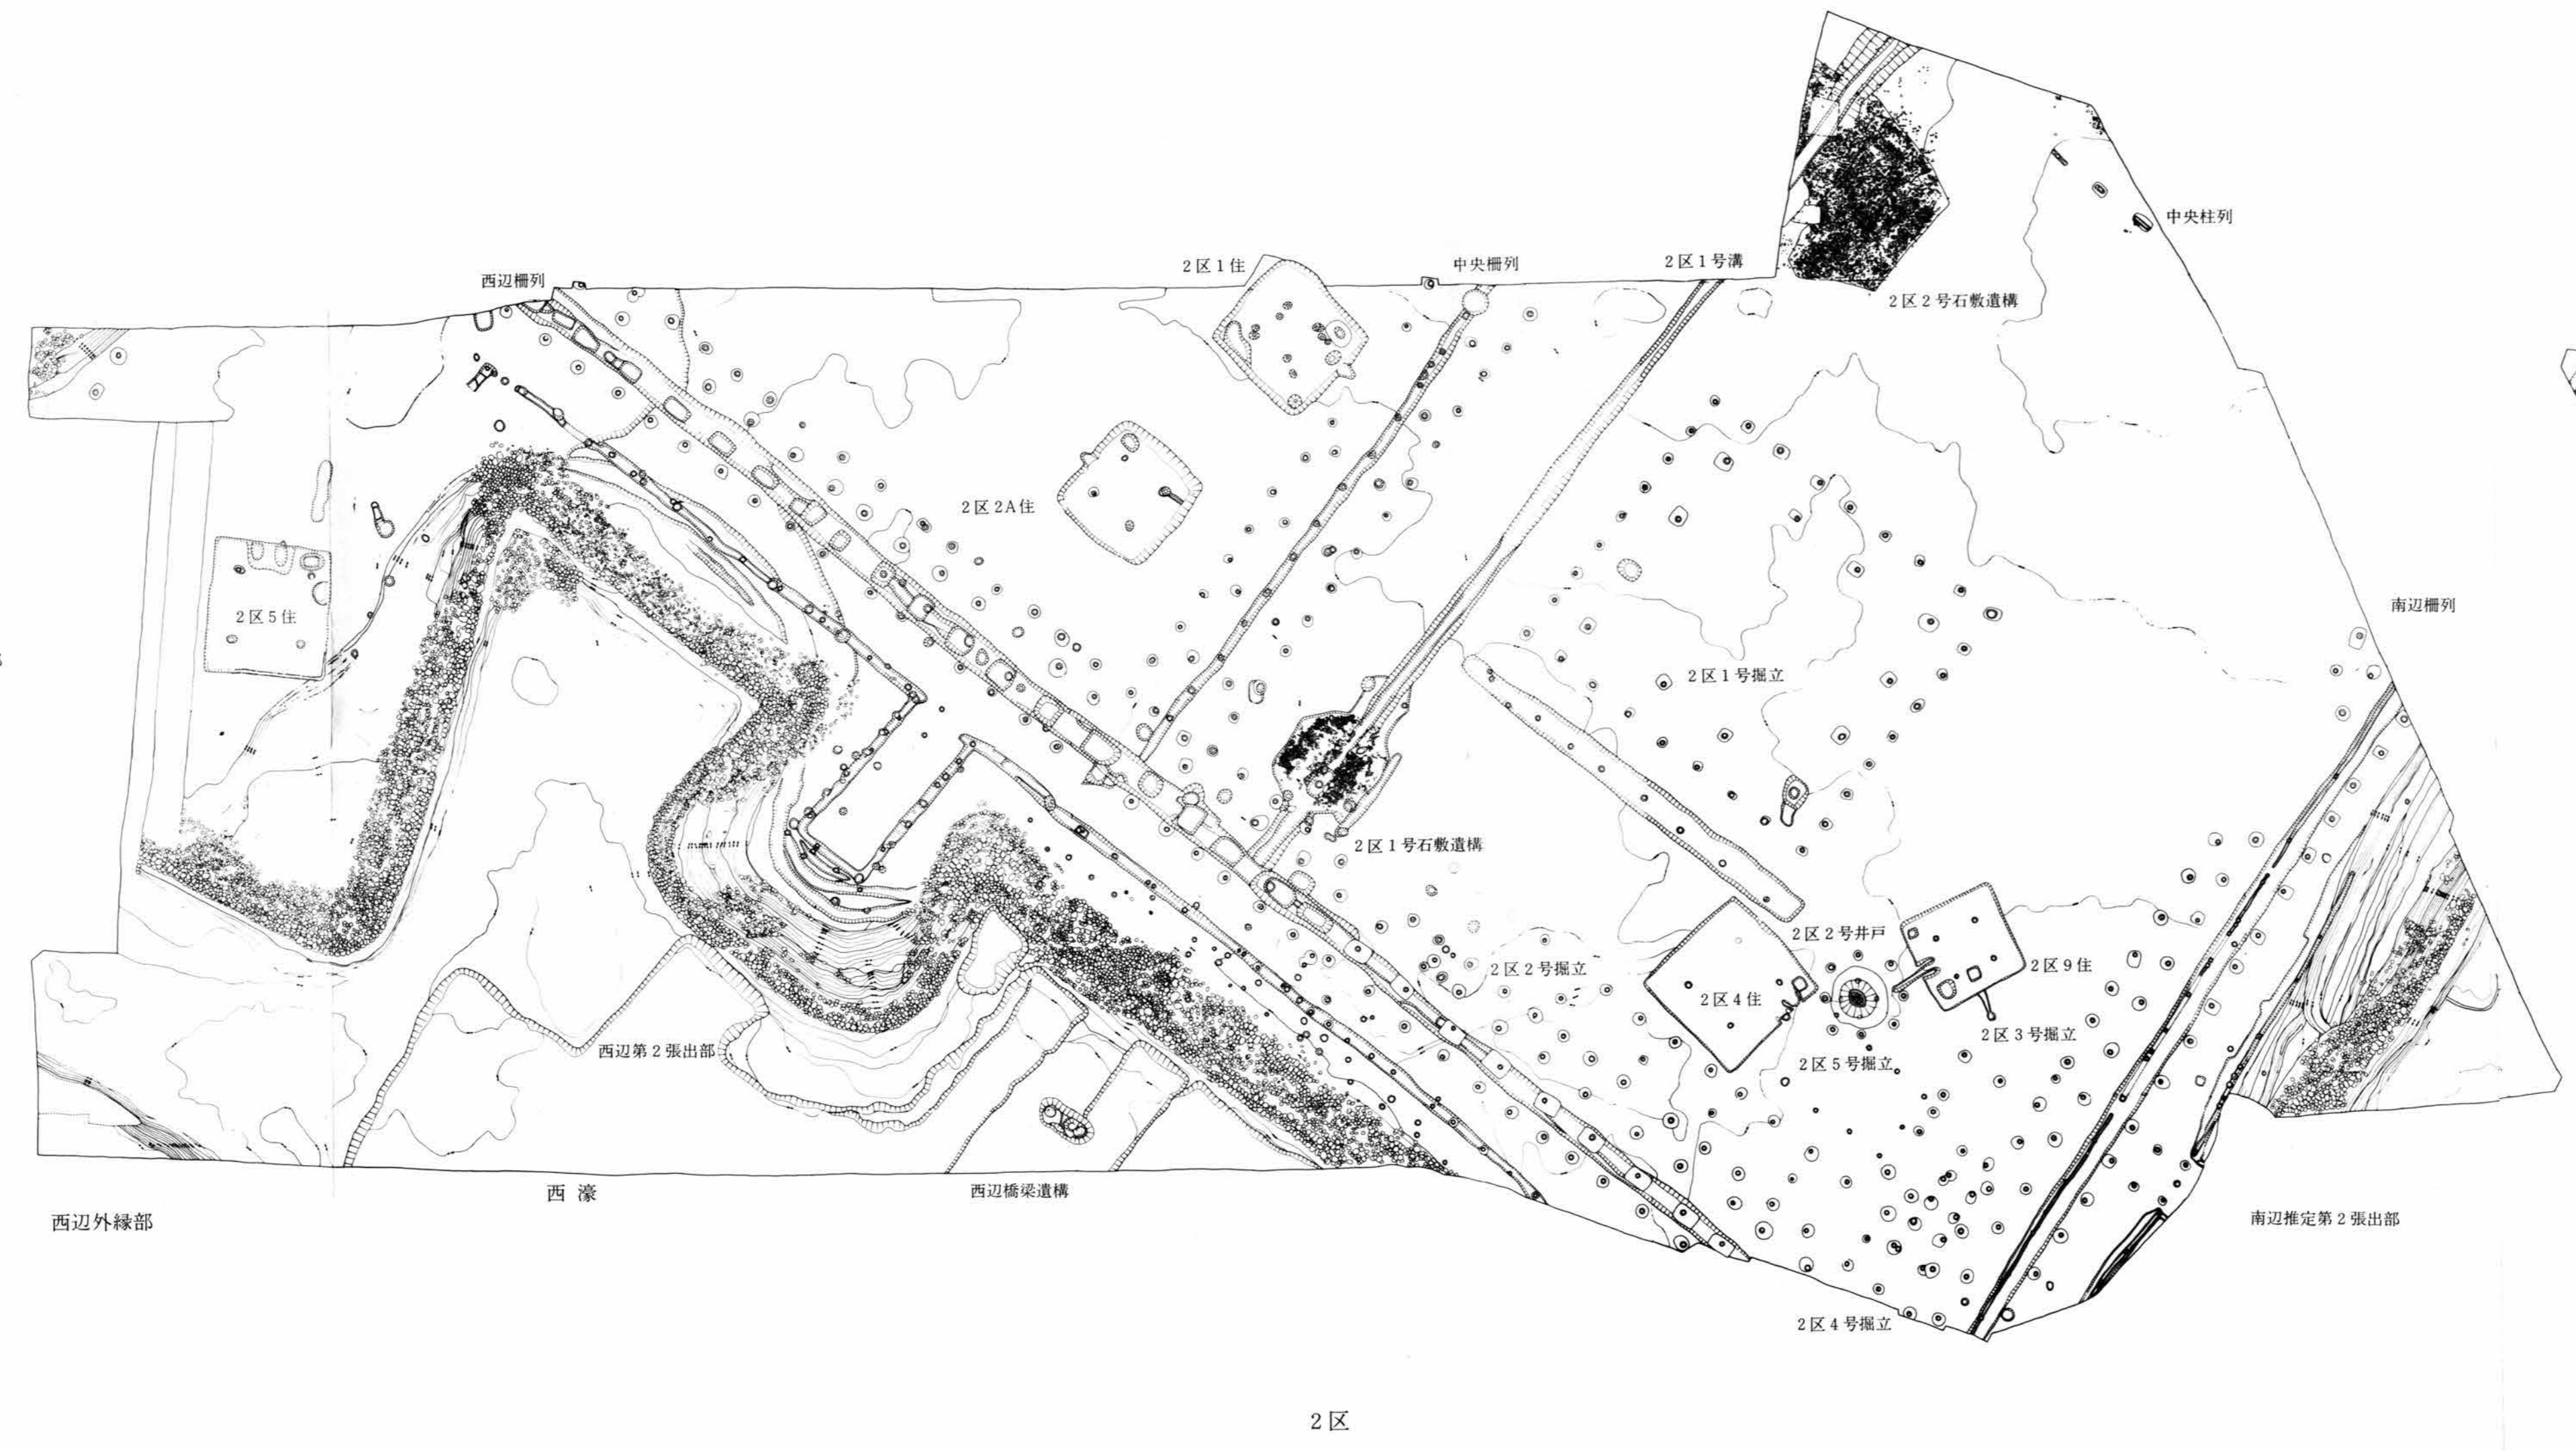 中央柱列
2区1住
中央柵列
2区1号溝
西辺柵列
2区2号石敷遺構
2区2A住
2区5住
南辺柵列
2区1号掘立
2区1号石敷遺構
2区2号井戸
2区2号掘立
2区9住
2区4住
2区3号掘立
西辺第2張出部
2区5号掘立
西濠
西辺橋梁遺構
西辺外縁部
南辺推定第2張出部
2区4号掘立
2区